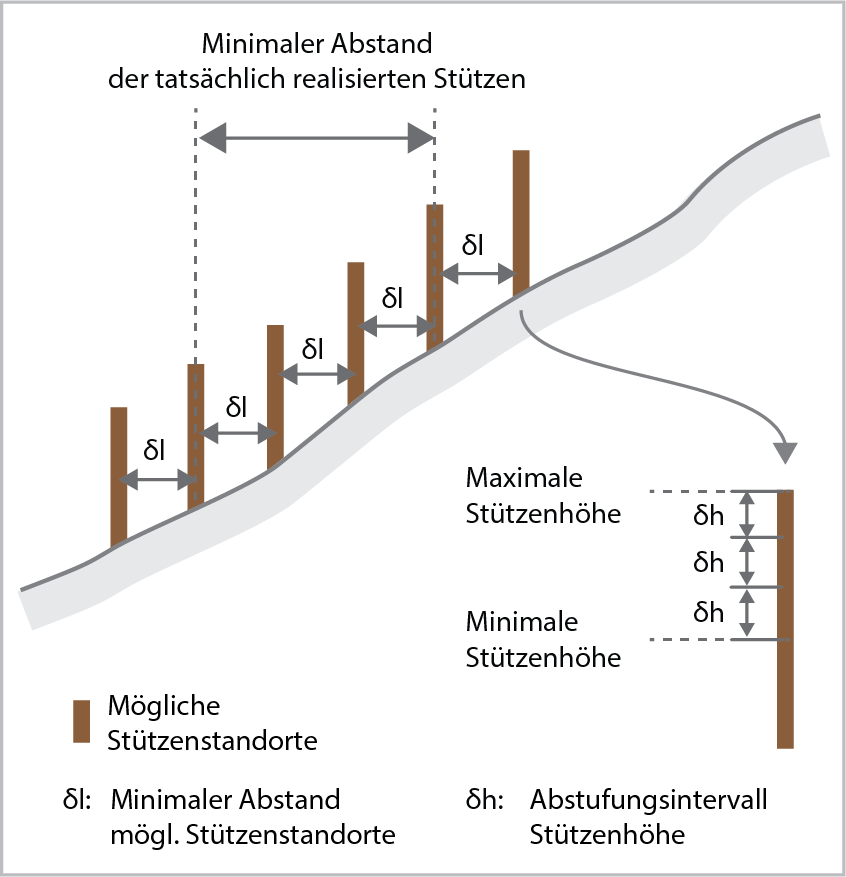 Minimaler Abstand
der tatsächlich realisierten Stützen
δl
δl
δl
δl
δl
Maximale
Stützenhöhe
δh
δh
δh
Minimale
Stützenhöhe
Mögliche
Stützenstandorte
δl: Minimaler Abstand
mögl. Stützenstandorte
δh: Abstufungsintervall
Stützenhöhe